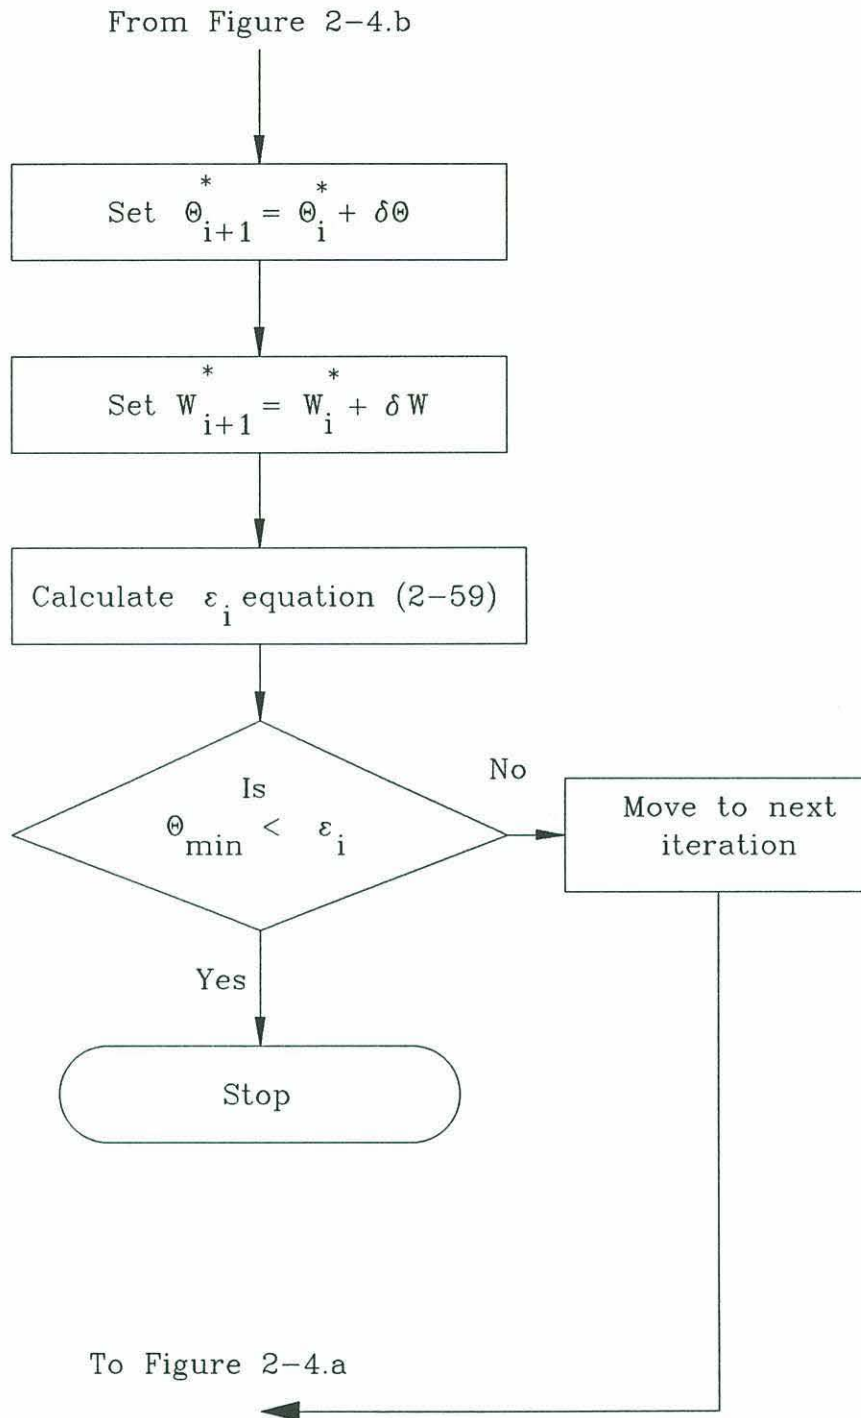 From Figure 2-4.b
Set Θ*i+1 = Θ*i + δΘ
Set W*i+1 = W*i + δW
Calculate εi equation (2-59)
Is
Θmin < εi
No
Move to next
iteration
Yes
Stop
To Figure 2-4.a